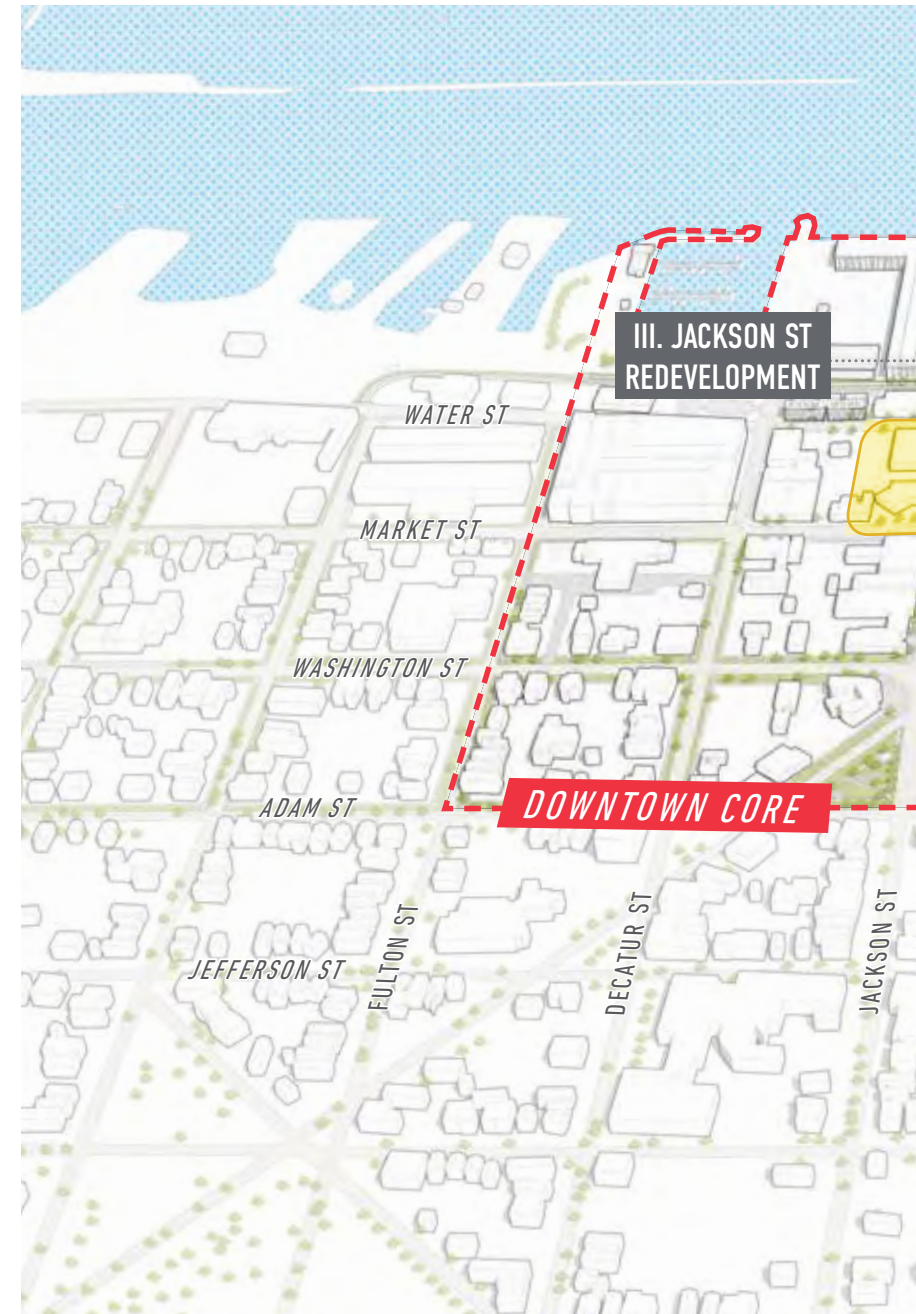 III. JACKSON ST
REDEVELOPMENT
WATER ST
MARKET ST
WASHINGTON ST
ADAM ST
DOWNTOWN CORE
JEFFERSON ST
FULTON ST
DECATUR ST
JACKSON ST